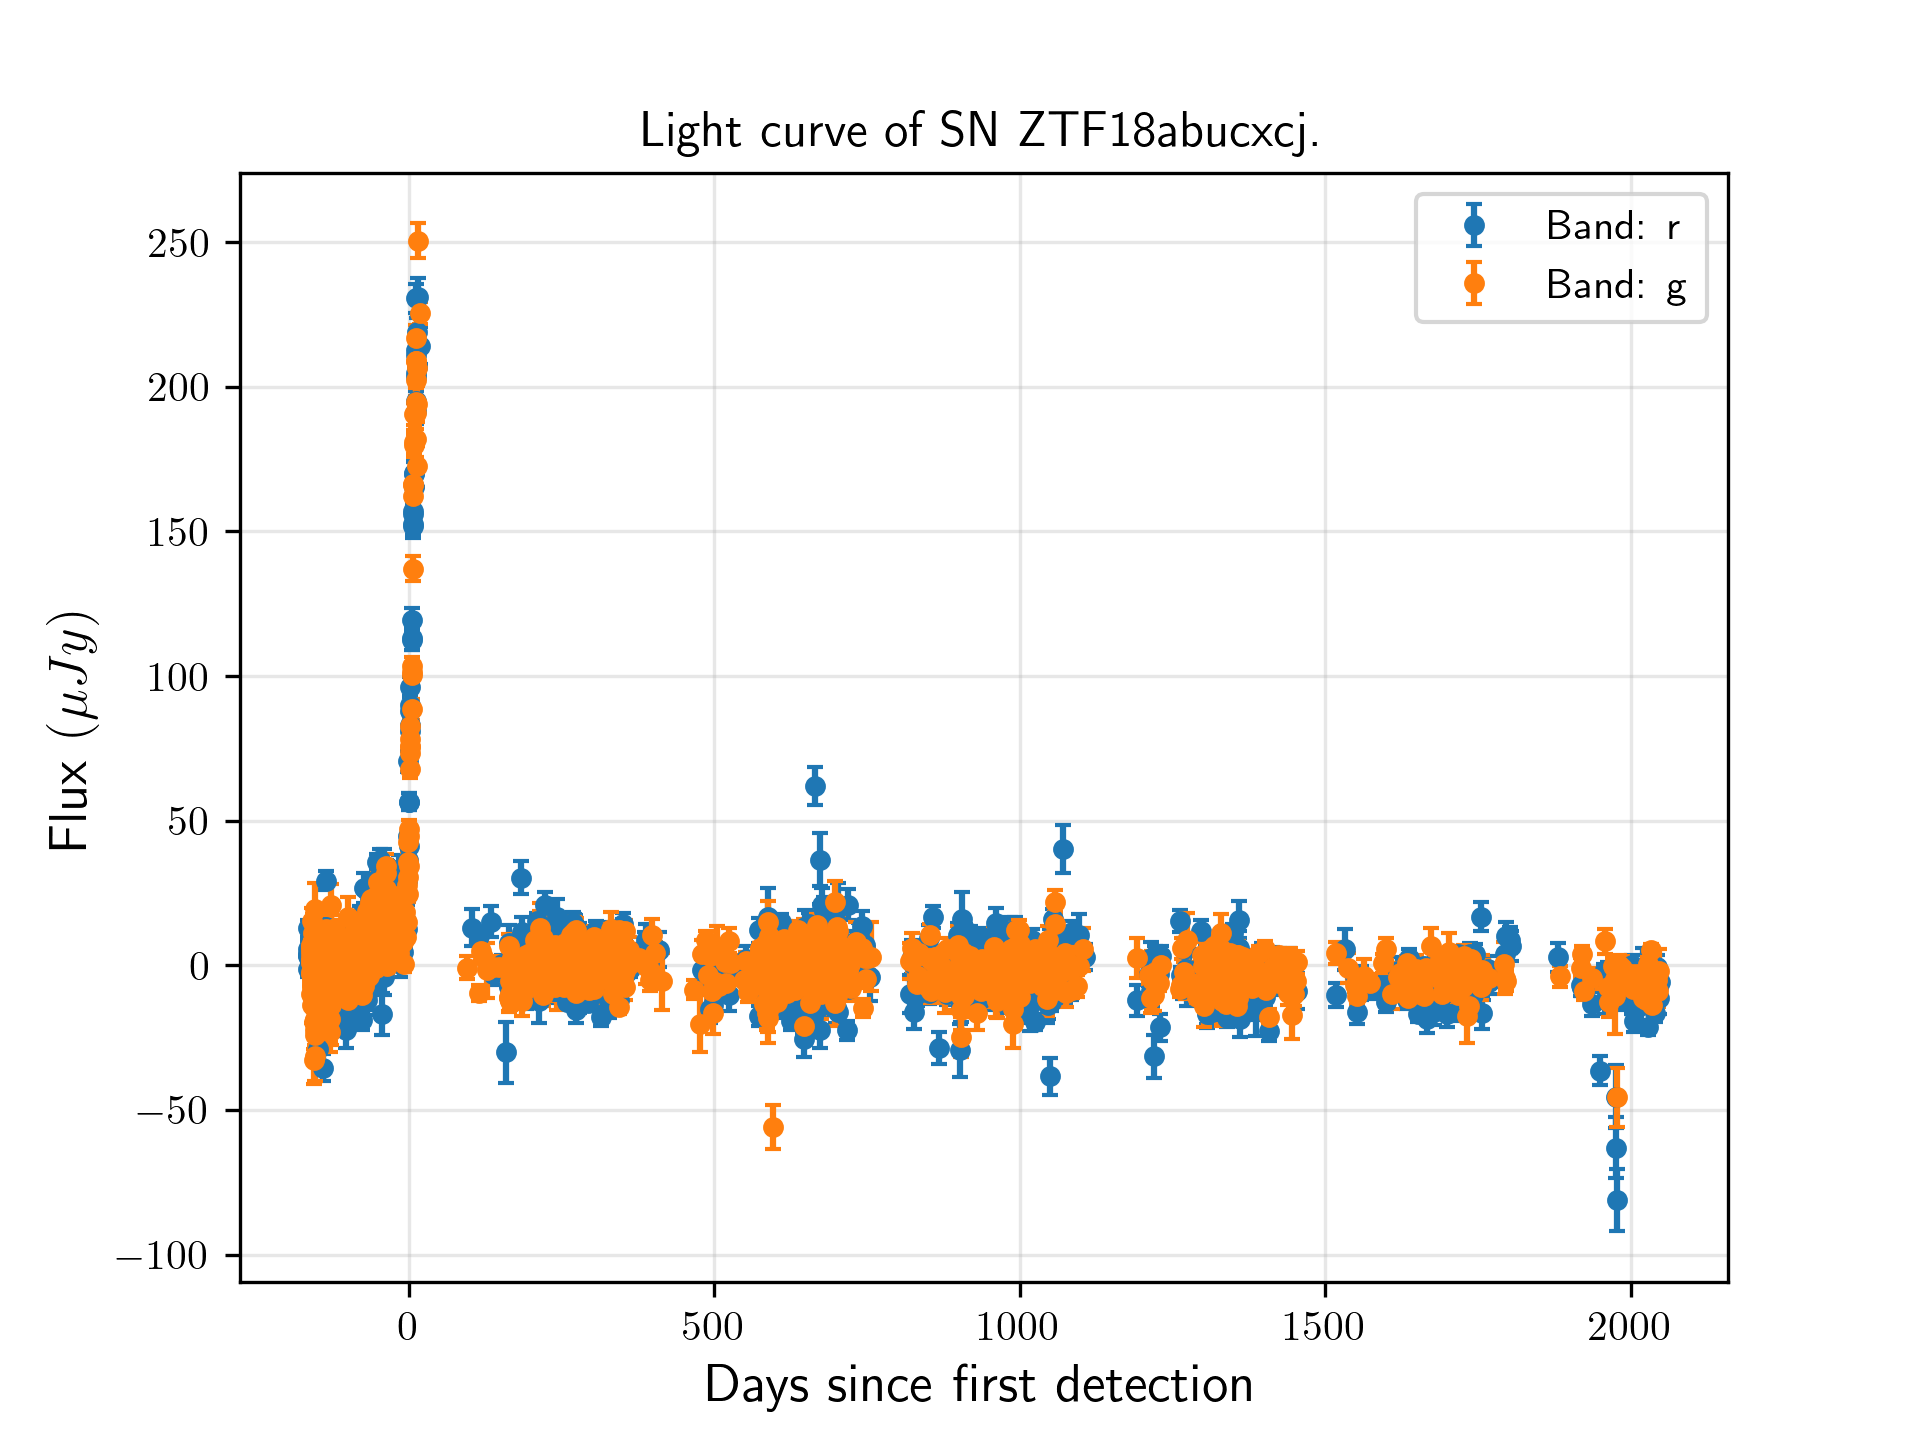 Light curve of SN ZTF18abucxcj.
Band: r
Band: g
250
200
150
100
50
0
−50
−100
Flux (μJy)
0 500 1000 1500 2000
Days since first detection